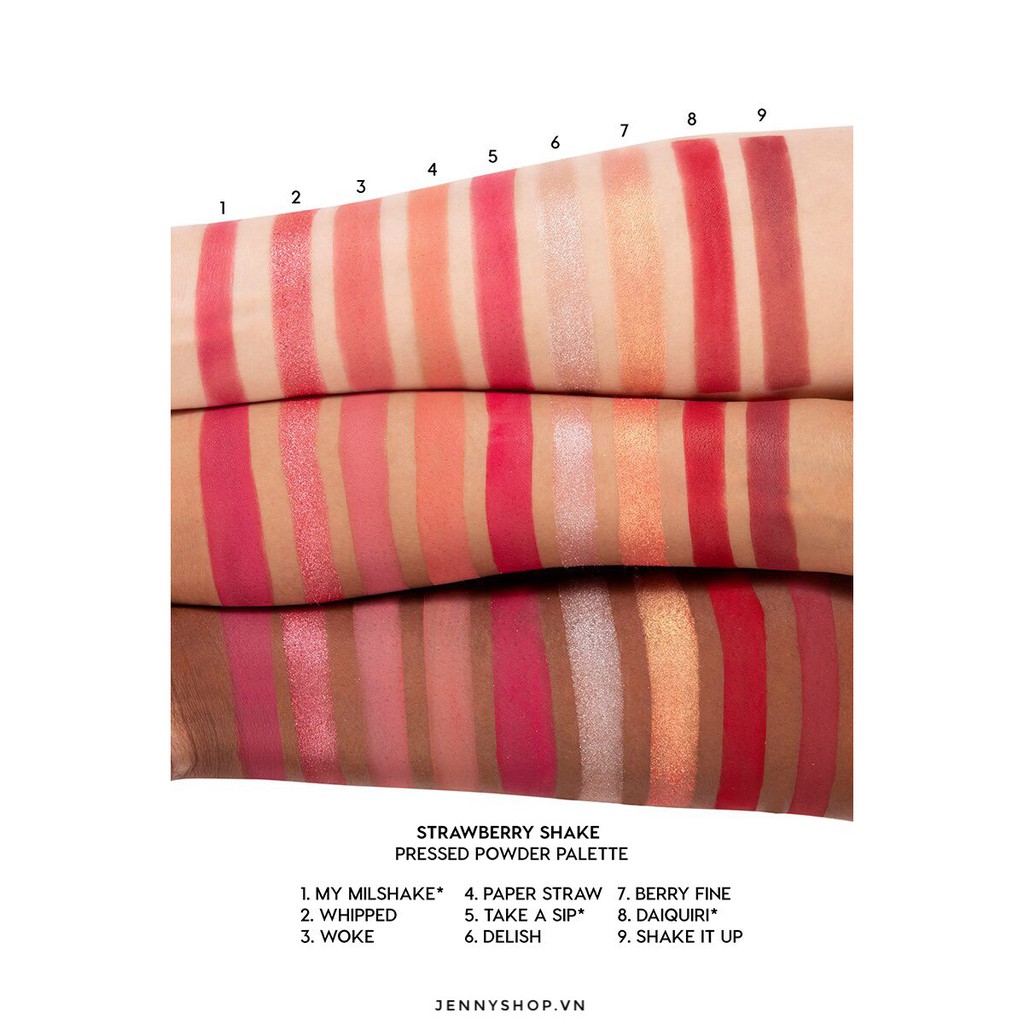 1 2 3 4 5 6 7 8 9
STRAWBERRY SHAKE
PRESSED POWDER PALETTE
1. MY MILSHAKE* 4. PAPER STRAW 7. BERRY FINE
2. WHIPPED 5. TAKE A SIP* 8. DAIQUIRI*
3. WOKE 6. DELISH 9. SHAKE IT UP
JENNYSHOP.VN